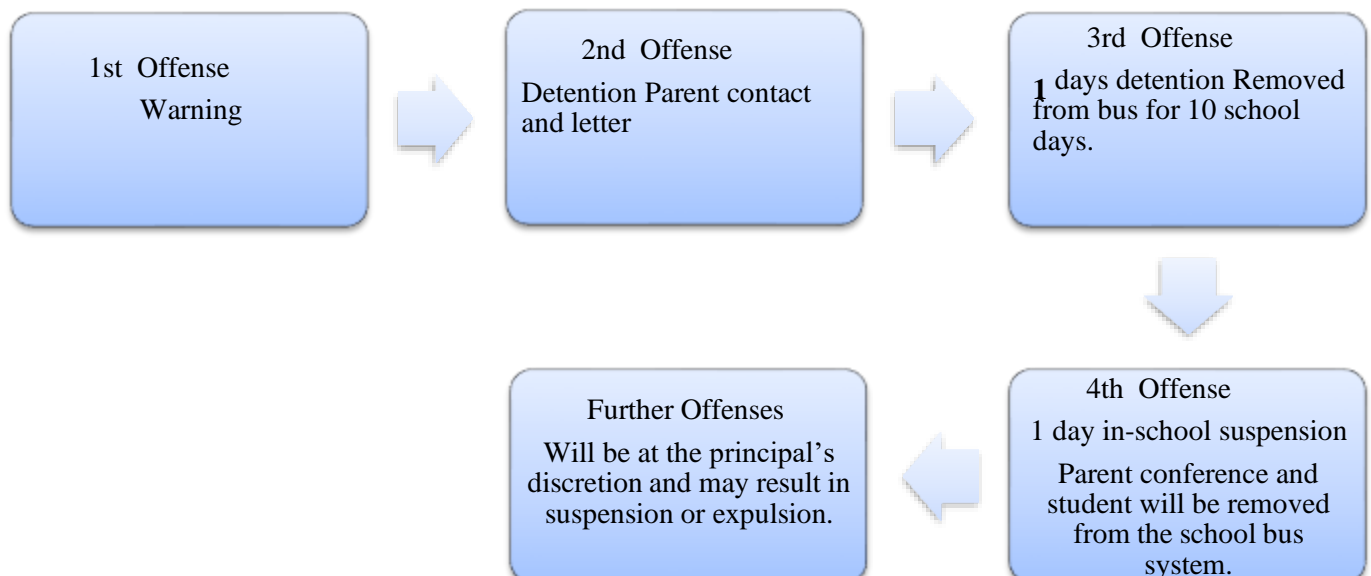 1st Offense
Warning
2nd Offense
Detention Parent contact
and letter
3rd Offense
1 days detention Removed
from bus for 10 school
days.
4th Offense
1 day in-school suspension
Parent conference and
student will be removed
from the school bus
system.
Further Offenses
Will be at the principal’s
discretion and may result in
suspension or expulsion.